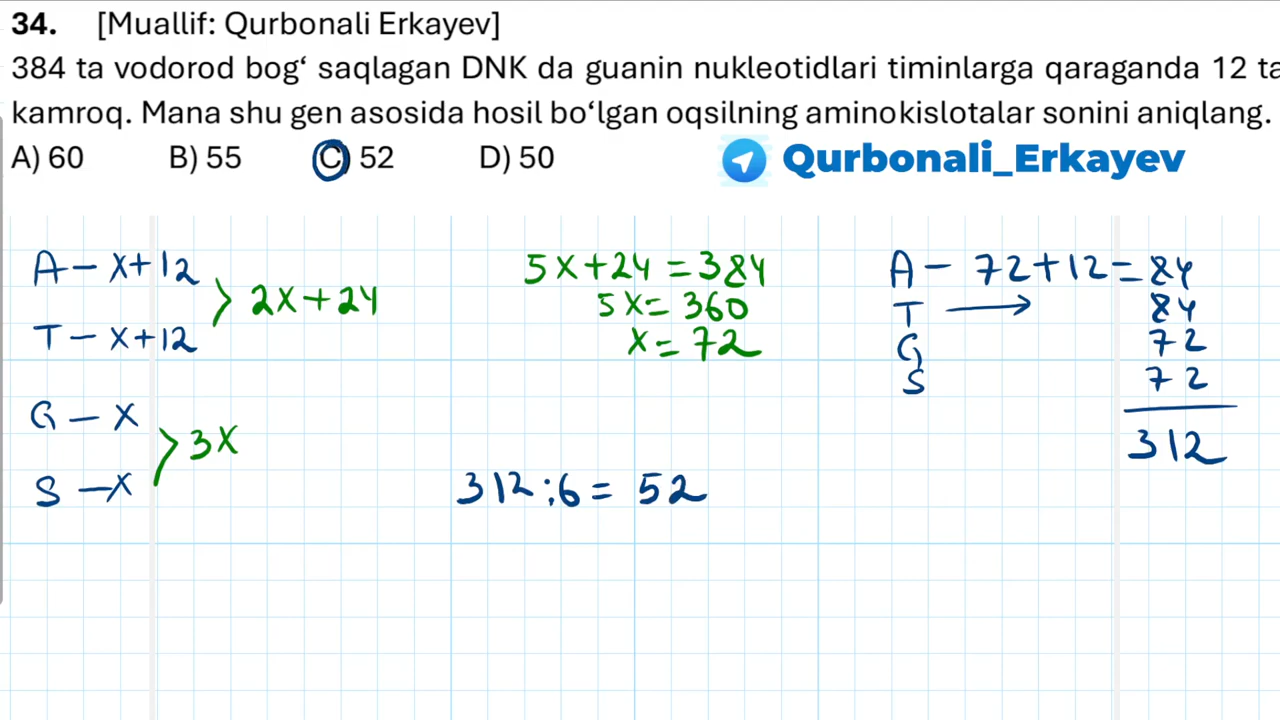 34. [Muallif: Qurbonali Erkayev]
384 ta vodorod bog‘ saqlagan DNK da guanin nukleotidlari timinlarga qaraganda 12 ta
kamroq. Mana shu gen asosida hosil bo‘lgan oqsilning aminokislotalar sonini aniqlang.
A) 60 B) 55 C) 52 D) 50
Qurbonali_Erkayev
A – x+12
T – x+12
> 2x+24
G – x
S – x
> 3x
5x+24=384
5x=360
x=72
312:6=52
A – 72+12=84
T → 84
G 72
S 72
312